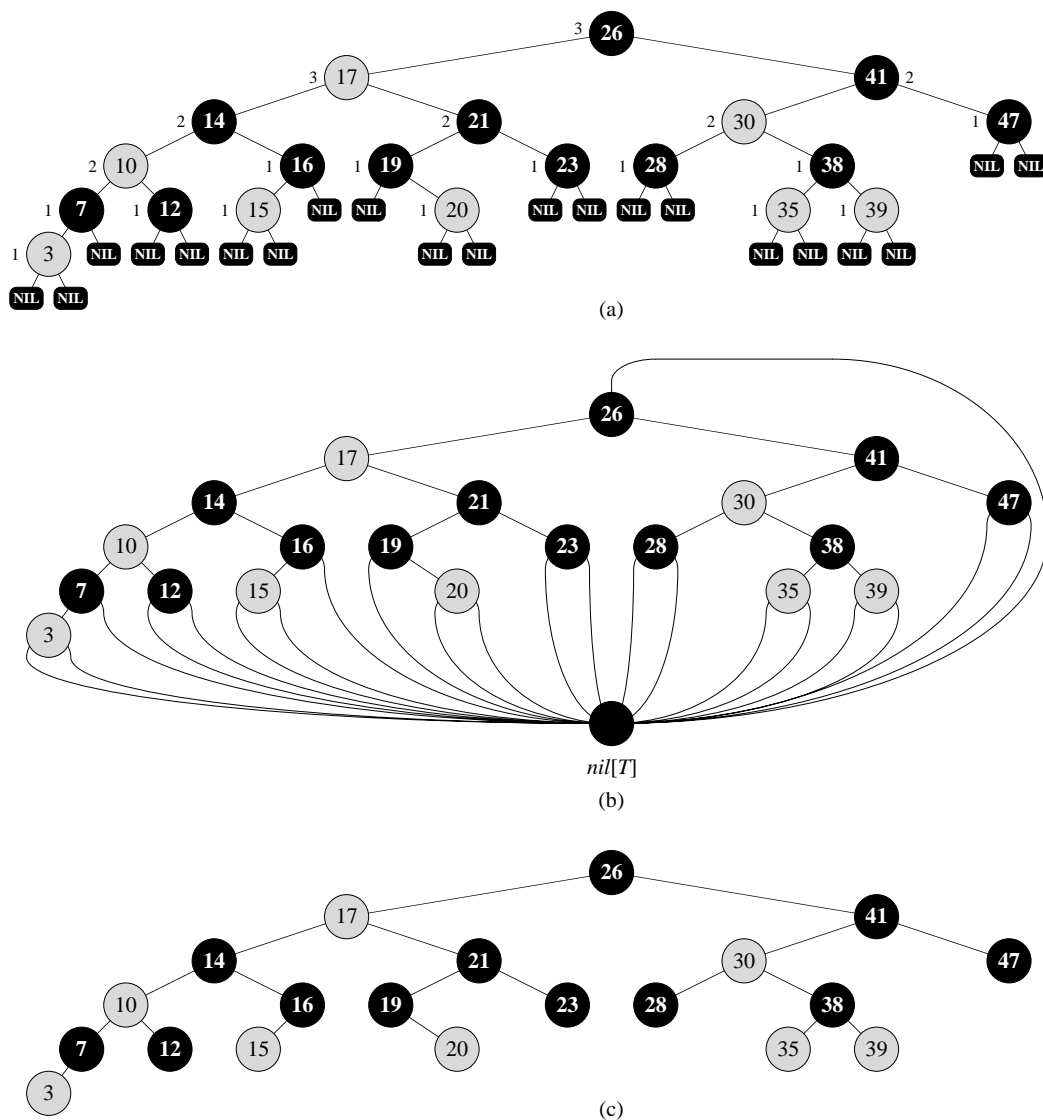 3 26
3 17 41 2
2 14 2 21 2 30 1 47
2 10 1 16 1 19 1 23 1 28 1 38 NIL NIL
1 7 1 12 1 15 NIL NIL 1 20 NIL NIL NIL NIL 1 35 1 39
1 3 NIL NIL NIL NIL NIL NIL NIL NIL NIL NIL NIL
NIL NIL
(a)
26
17 41
14 21 30 47
10 16 19 23 28 38
7 12 15 20 35 39
3
nil[T]
(b)
26
17 41
14 21 30 47
10 16 19 23 28 38
7 12 15 20 35 39
3
(c)